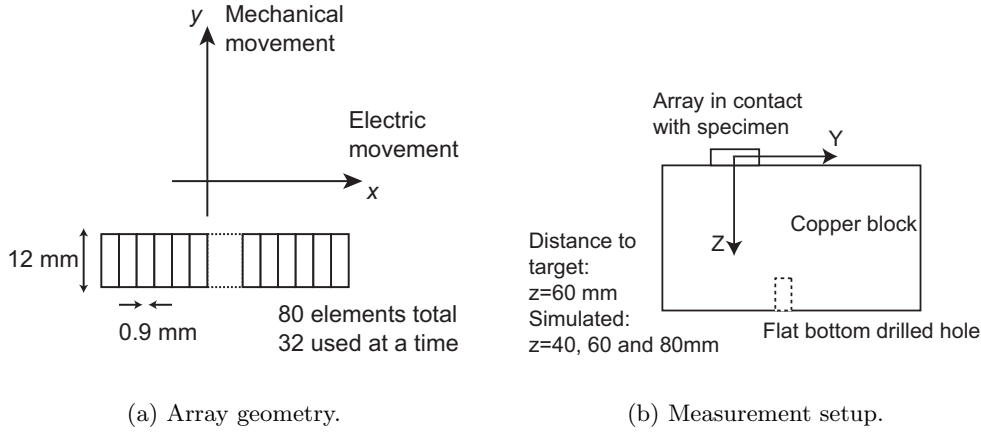 y
Mechanical
movement
Electric
movement
x
12 mm
0.9 mm
80 elements total
32 used at a time
(a) Array geometry.
Array in contact
with specimen
Y
Z
Copper block
Distance to
target:
z=60 mm
Simulated:
z=40, 60 and 80mm
Flat bottom drilled hole
(b) Measurement setup.